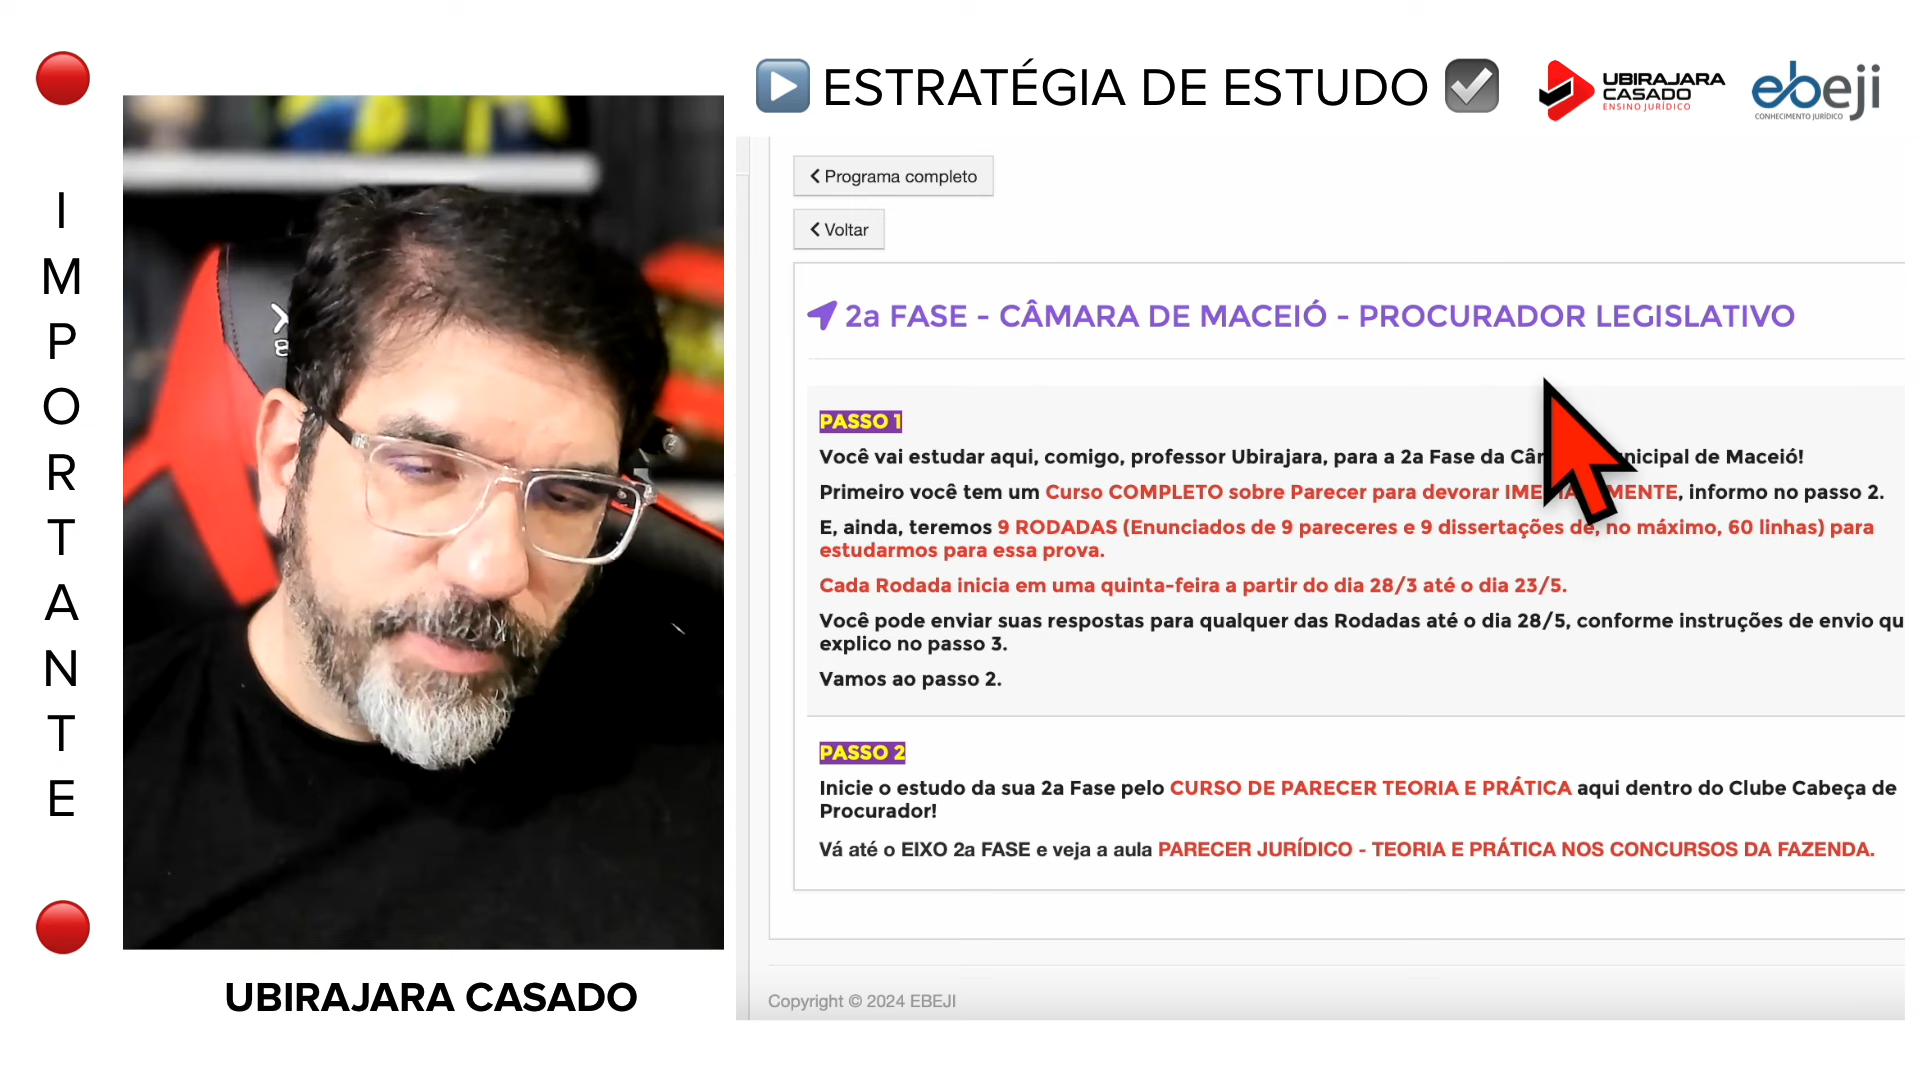 ESTRATÉGIA DE ESTUDO
UBIRAJARA
CASADO
ENSINO JURÍDICO
ebeji
CONHECIMENTO JURÍDICO
IMPORTANTE
Programa completo
Voltar
2a FASE - CÂMARA DE MACEIÓ - PROCURADOR LEGISLATIVO
PASSO 1
Você vai estudar aqui, comigo, professor Ubirajara, para a 2a Fase da nicipal de Maceió!
Primeiro você tem um Curso COMPLETO sobre Parecer para devorar MENTE, informo no passo 2.
E, ainda, teremos 9 RODADAS (Enunciados de 9 pareceres e 9 dissertações de, no máximo, 60 linhas) para
estudarmos para essa prova.
Cada Rodada inicia em uma quinta-feira a partir do dia 28/3 até o dia 23/5.
Você pode enviar suas respostas para qualquer das Rodadas até o dia 28/5, conforme instruções de envio qu
explico no passo 3.
Vamos ao passo 2.
PASSO 2
Inicie o estudo da sua 2a Fase pelo CURSO DE PARECER TEORIA E PRÁTICA aqui dentro do Clube Cabeça de
Procurador!
Vá até o EIXO 2a FASE e veja a aula PARECER JURÍDICO - TEORIA E PRÁTICA NOS CONCURSOS DA FAZENDA.
Copyright © 2024 EBEJI
UBIRAJARA CASADO